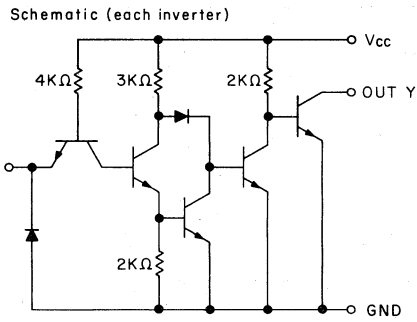 Schematic (each inverter)
Vcc
4KΩ
3KΩ
2KΩ
OUT Y
2KΩ
GND